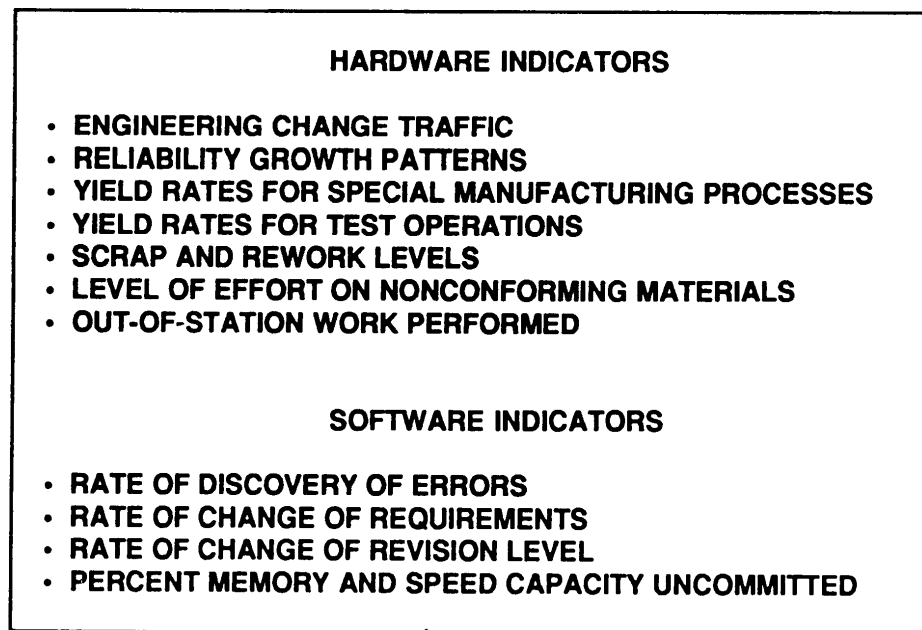 HARDWARE INDICATORS
• ENGINEERING CHANGE TRAFFIC
• RELIABILITY GROWTH PATTERNS
• YIELD RATES FOR SPECIAL MANUFACTURING PROCESSES
• YIELD RATES FOR TEST OPERATIONS
• SCRAP AND REWORK LEVELS
• LEVEL OF EFFORT ON NONCONFORMING MATERIALS
• OUT-OF-STATION WORK PERFORMED
SOFTWARE INDICATORS
• RATE OF DISCOVERY OF ERRORS
• RATE OF CHANGE OF REQUIREMENTS
• RATE OF CHANGE OF REVISION LEVEL
• PERCENT MEMORY AND SPEED CAPACITY UNCOMMITTED